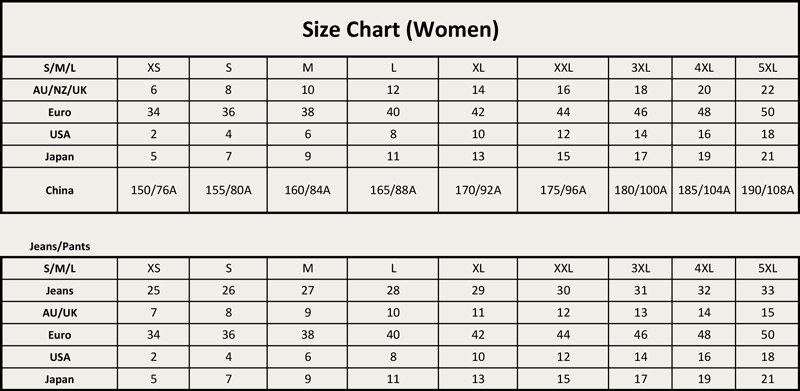 Size Chart (Women)
S/M/L XS S M L XL XXL 3XL 4XL 5XL
AU/NZ/UK 6 8 10 12 14 16 18 20 22
Euro 34 36 38 40 42 44 46 48 50
USA 2 4 6 8 10 12 14 16 18
Japan 5 7 9 11 13 15 17 19 21
China 150/76A 155/80A 160/84A 165/88A 170/92A 175/96A 180/100A 185/104A 190/108A
Jeans/Pants
S/M/L XS S M L XL XXL 3XL 4XL 5XL
Jeans 25 26 27 28 29 30 31 32 33
AU/UK 7 8 9 10 11 12 13 14 15
Euro 34 36 38 40 42 44 46 48 50
USA 2 4 6 8 10 12 14 16 18
Japan 5 7 9 11 13 15 17 19 21